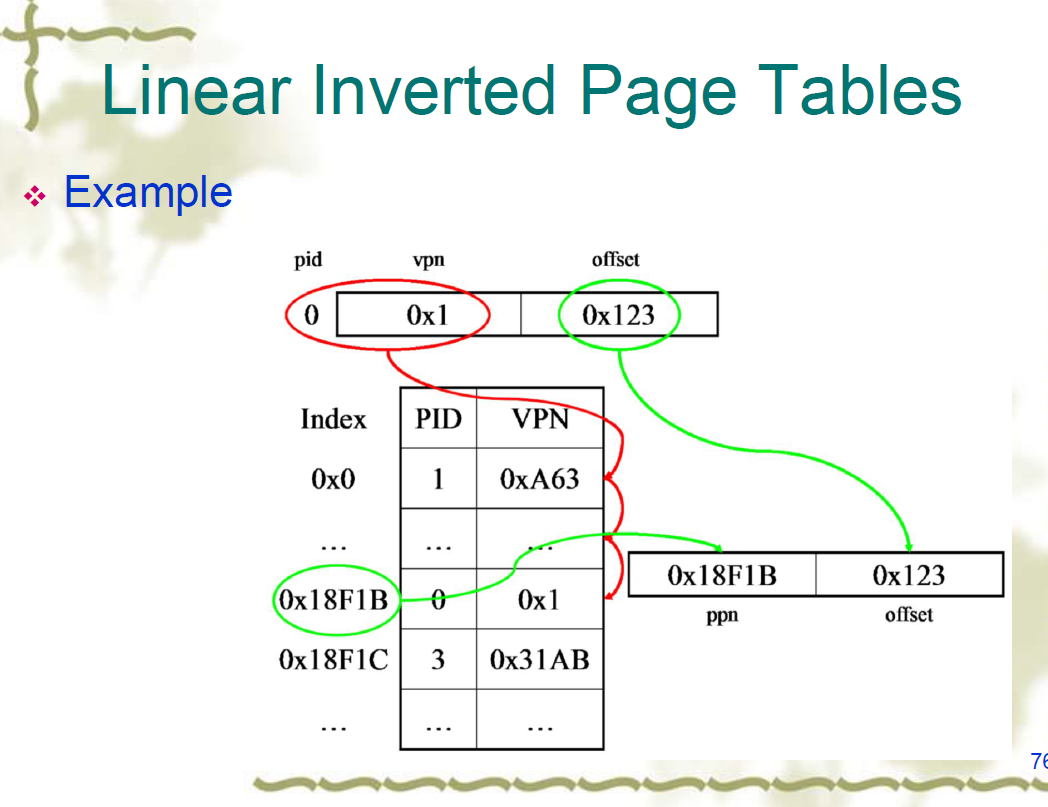 Linear Inverted Page Tables
Example
pid vpn offset
0 0x1 0x123
Index PID VPN
0x0 1 0xA63
... ... ...
0x18F1B 0 0x1
0x18F1B 0x123
ppn offset
0x18F1C 3 0x31AB
... ... ...